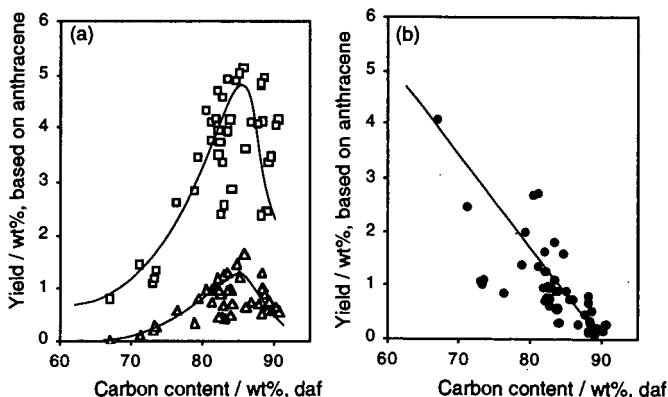 (a)
Yield / wt%, based on anthracene
6
5
4
3
2
1
0
60 70 80 90
Carbon content / wt%, daf
(b)
Yield / wt%, based on anthracene
6
5
4
3
2
1
0
60 70 80 90
Carbon content / wt%, daf